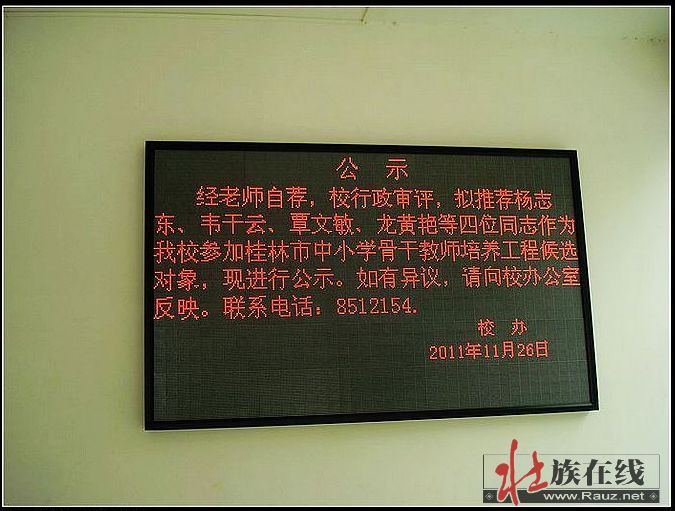 公 示
经老师自荐，校行政审评，拟推荐杨志
东、韦干云、覃文敏、龙黄艳等四位同志作为
我校参加桂林市中小学骨干教师培养工程候选
对象，现进行公示。如有异议，请向校办公室
反映。联系电话：8512154.
校 办
2011年11月26日
壮族在线
www.Rauz.net